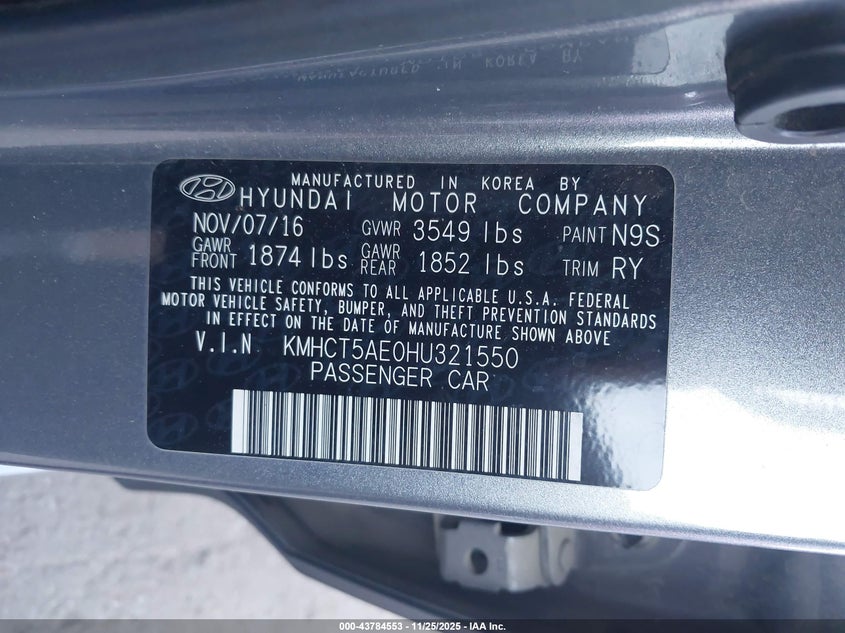 MANUFACTURED IN KOREA BY
HYUNDAI MOTOR COMPANY
NOV/07/16 GVWR 3549 lbs PAINT N9S
GAWR FRONT 1874 lbs GAWR REAR 1852 lbs TRIM RY
THIS VEHICLE CONFORMS TO ALL APPLICABLE U.S.A. FEDERAL
MOTOR VEHICLE SAFETY, BUMPER, AND THEFT PREVENTION STANDARDS
IN EFFECT ON THE DATE OF MANUFACTURE SHOWN ABOVE
V.I.N KMHCT5AE0HU321550
PASSENGER CAR
000-43784553 - 11/25/2025 - IAA Inc.